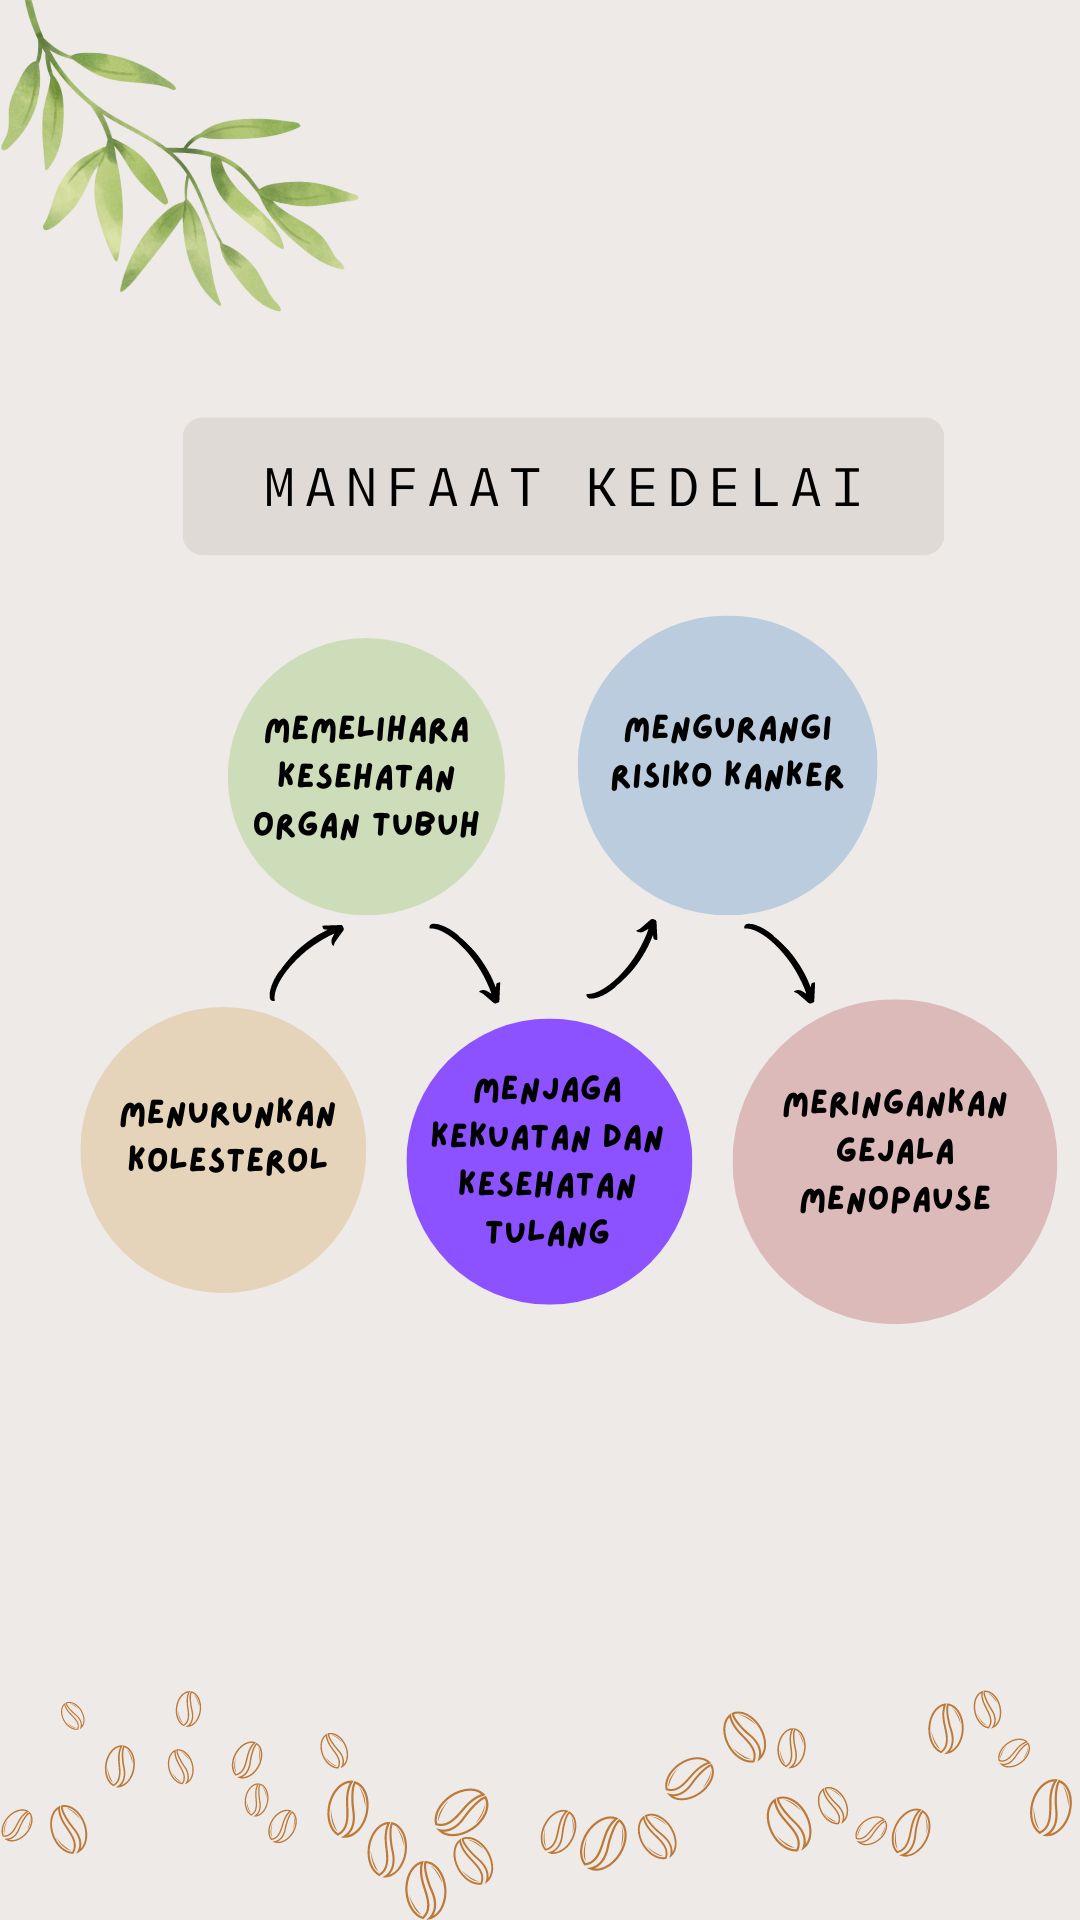 MANFAAT KEDELAI
MEMELIHARA
KESEHATAN
ORGAN TUBUH
MENGURANGI
RISIKO KANKER
MENURUNKAN
KOLESTEROL
MENJAGA
KEKUATAN DAN
KESEHATAN
TULANG
MERINGANKAN
GEJALA
MENOPAUSE